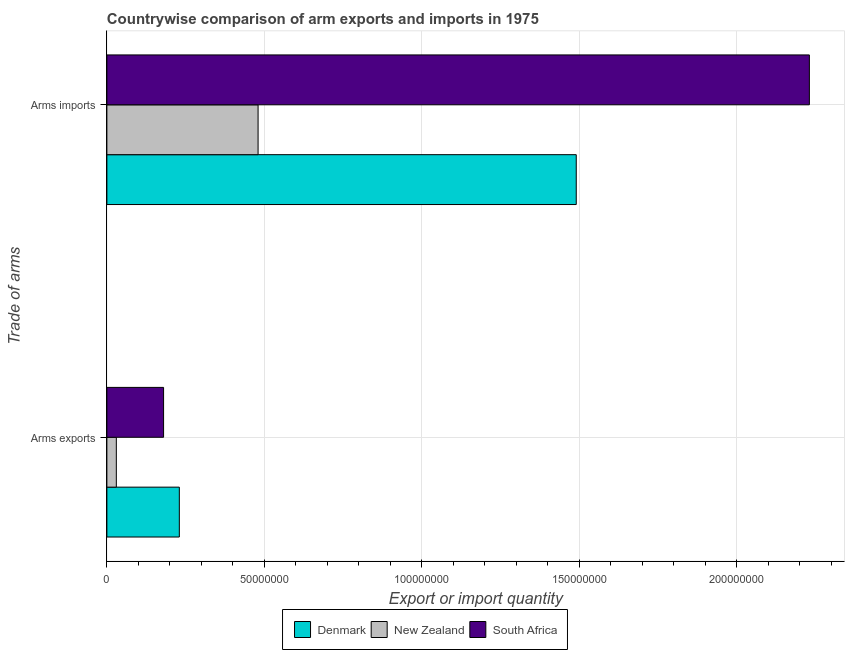 Countrywise comparison of arm exports and imports in 1975
Trade of arms
Arms imports
Arms exports
0
50000000
100000000
150000000
200000000
Export or import quantity
Denmark
New Zealand
South Africa